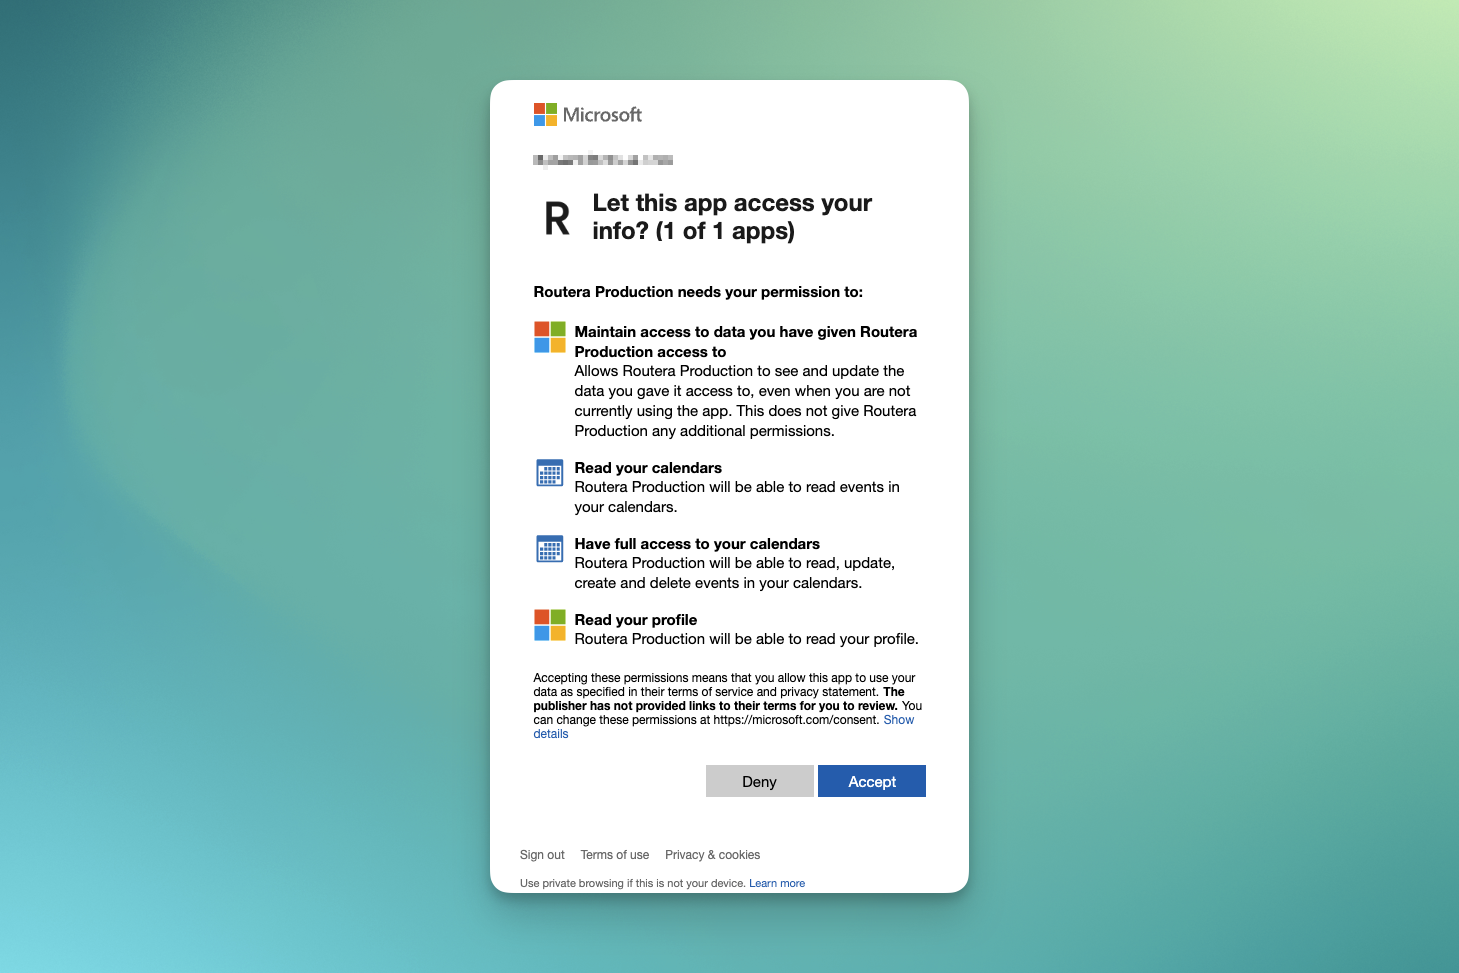 Microsoft
R
Let this app access your
info? (1 of 1 apps)
Routera Production needs your permission to:
Maintain access to data you have given Routera
Production access to
Allows Routera Production to see and update the
data you gave it access to, even when you are not
currently using the app. This does not give Routera
Production any additional permissions.
Read your calendars
Routera Production will be able to read events in
your calendars.
Have full access to your calendars
Routera Production will be able to read, update,
create and delete events in your calendars.
Read your profile
Routera Production will be able to read your profile.
Accepting these permissions means that you allow this app to use your
data as specified in their terms of service and privacy statement. The
publisher has not provided links to their terms for you to review. You
can change these permissions at https://microsoft.com/consent. Show
details
Deny Accept
Sign out Terms of use Privacy & cookies
Use private browsing if this is not your device. Learn more